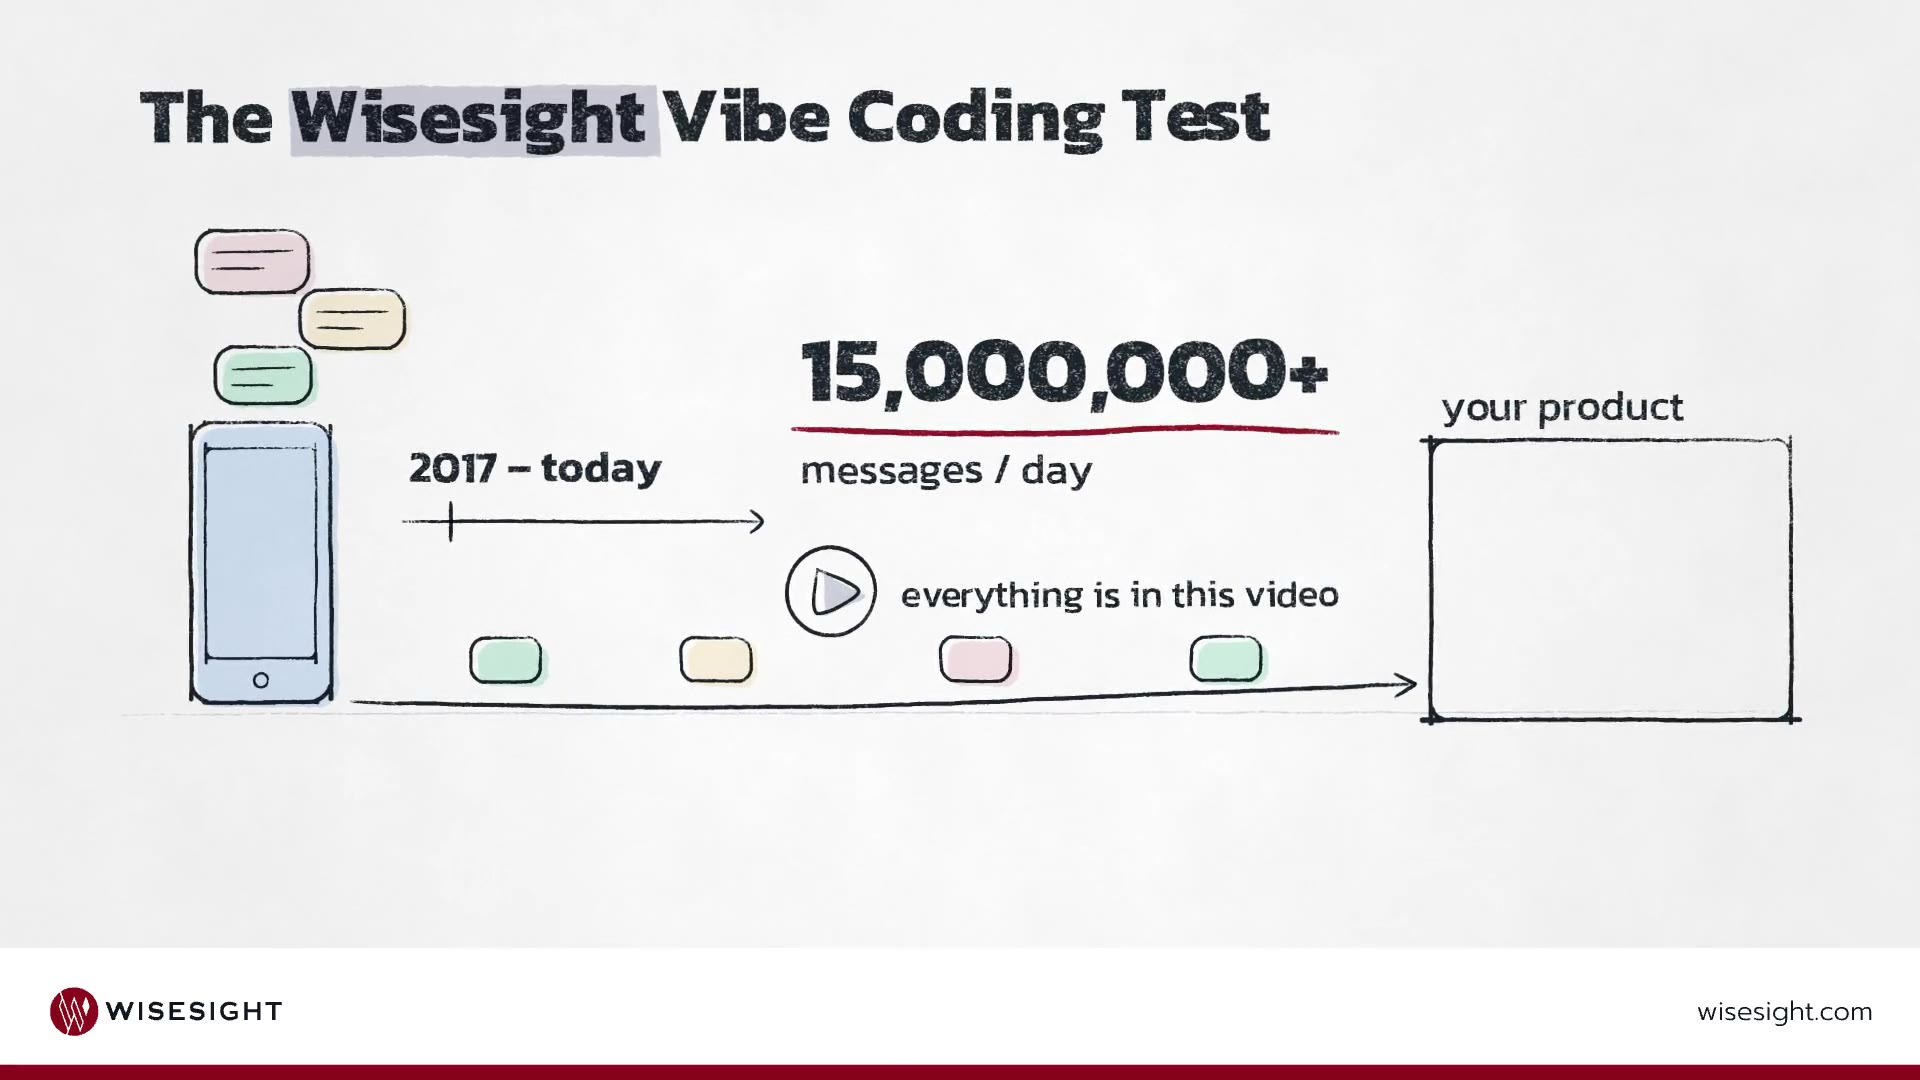 The Wisesight Vibe Coding Test
15,000,000+
messages / day
2017 – today
your product
everything is in this video
WISESIGHT
wisesight.com